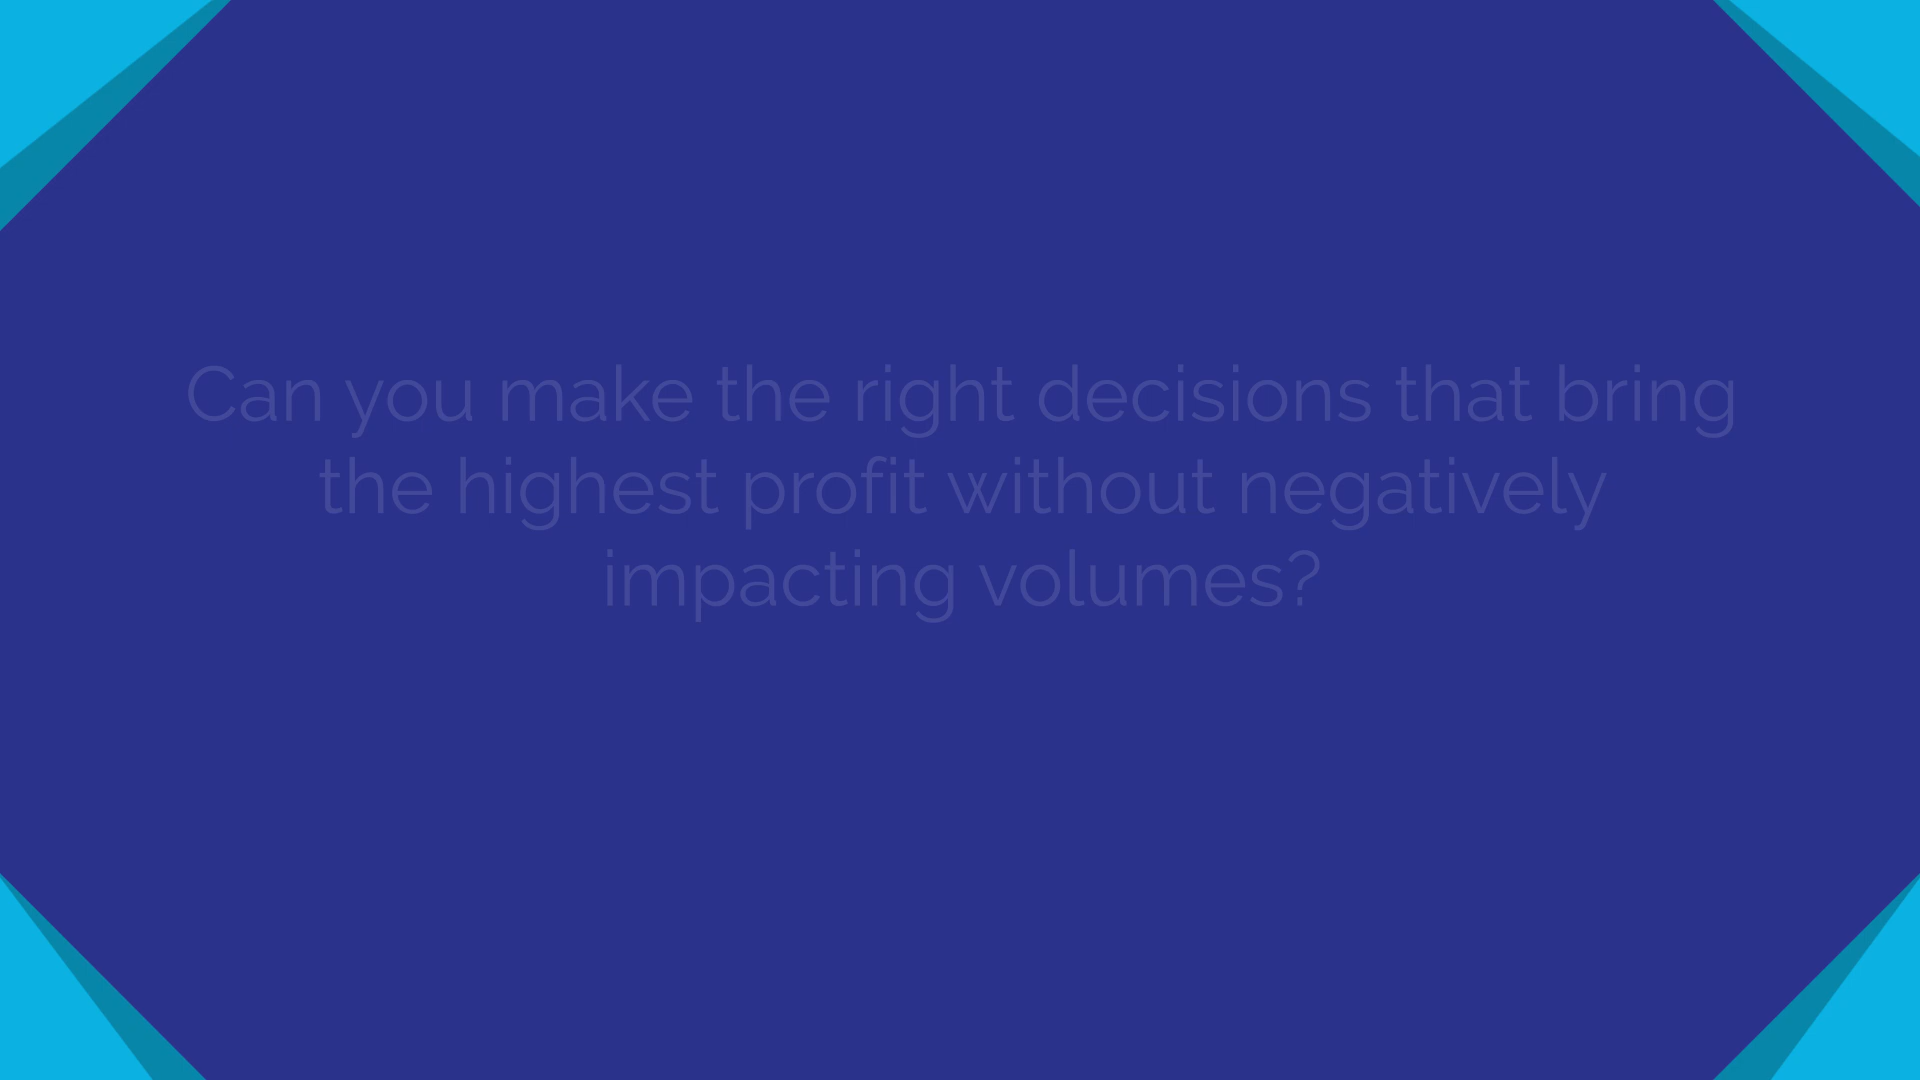 Can you make the right decisions that bring
the highest profit without negatively
impacting volumes?